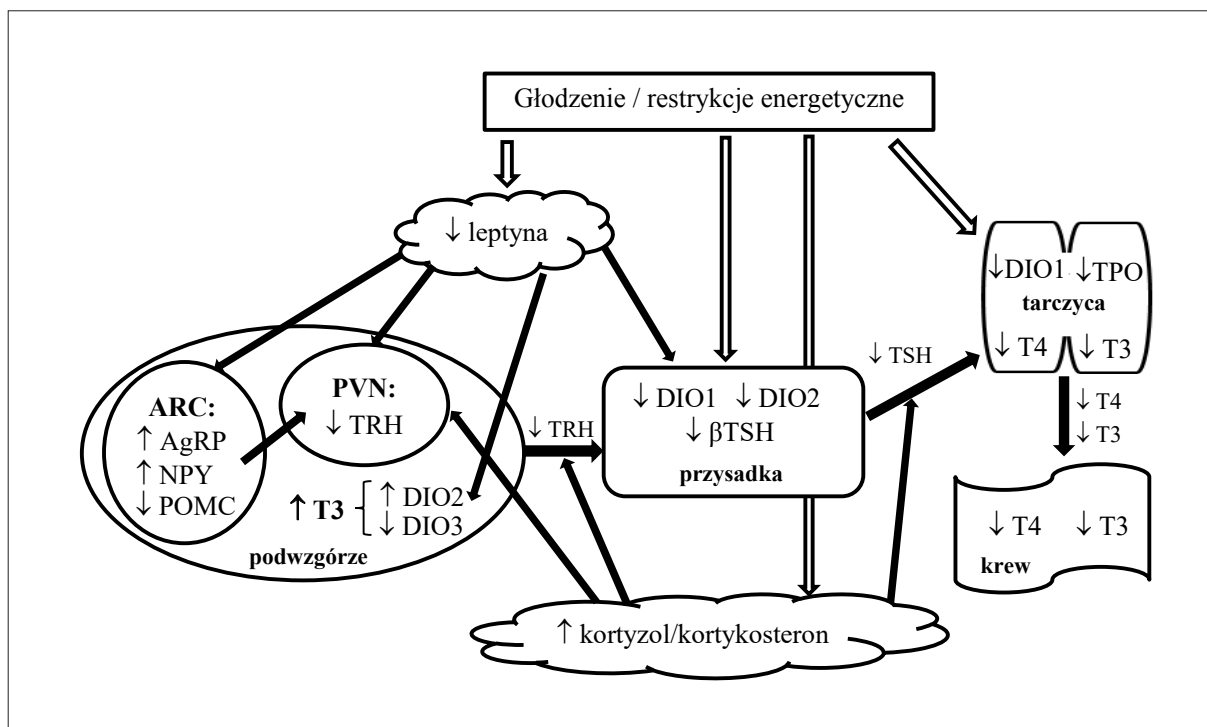 Głodzenie / restrykcje energetyczne
↓ leptyna
↓DIO1 ↓TPO
tarczyca
↓ T4 ↓ T3
↓ TSH
ARC:
↑ AgRP
↑ NPY
↓ POMC
PVN:
↓ TRH
↑ T3
↑ DIO2
↓ DIO3
podwzgórze
↓ TRH
↓ DIO1 ↓ DIO2
↓ βTSH
przysadka
↓ T4
↓ T3
↓ T4 ↓ T3
krew
↑ kortyzol/kortykosteron